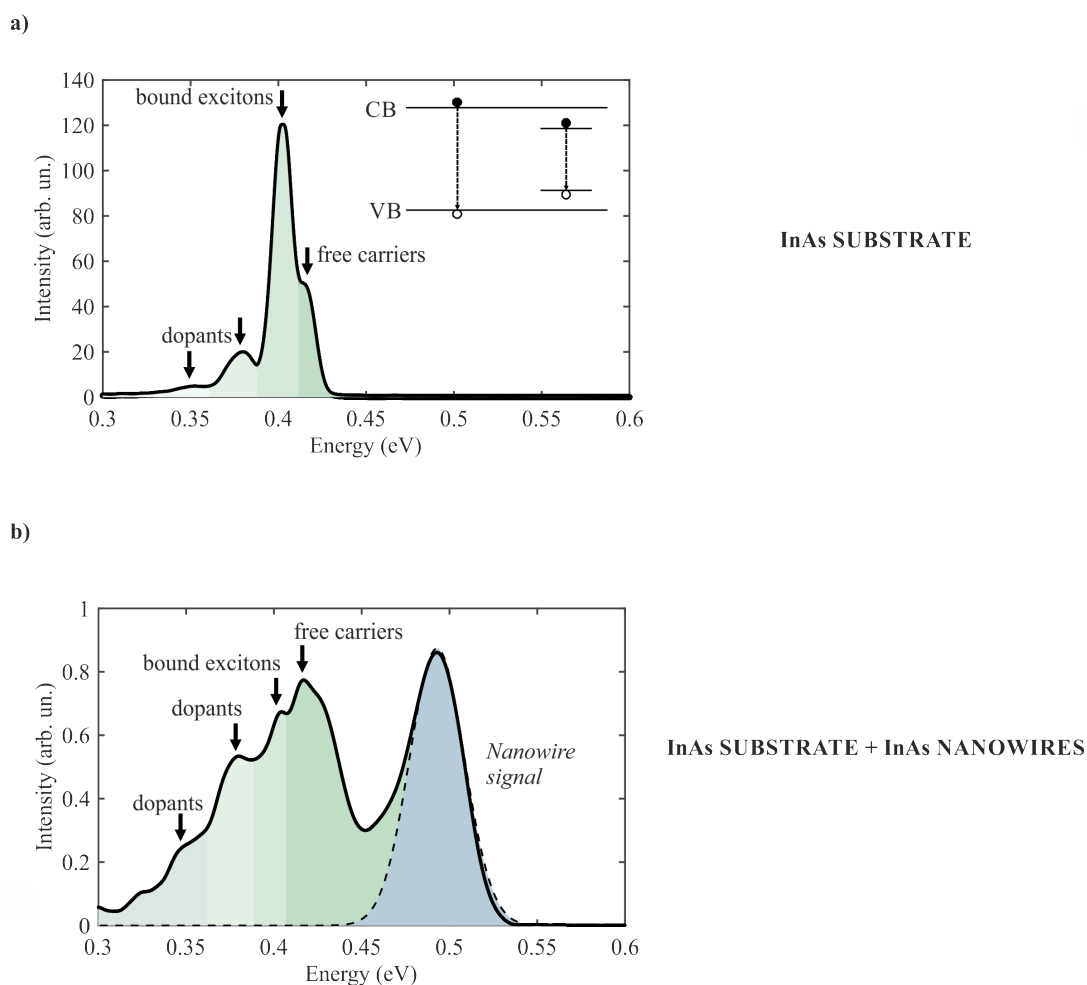 a)
140
120
100
80
60
40
20
0
Intensity (arb. un.)
bound excitons
free carriers
dopants
CB
VB
0.3 0.35 0.4 0.45 0.5 0.55 0.6
Energy (eV)
InAs SUBSTRATE
b)
1
0.8
0.6
0.4
0.2
0
Intensity (arb. un.)
free carriers
bound excitons
dopants
dopants
Nanowire
signal
0.3 0.35 0.4 0.45 0.5 0.55 0.6
Energy (eV)
InAs SUBSTRATE + InAs NANOWIRES